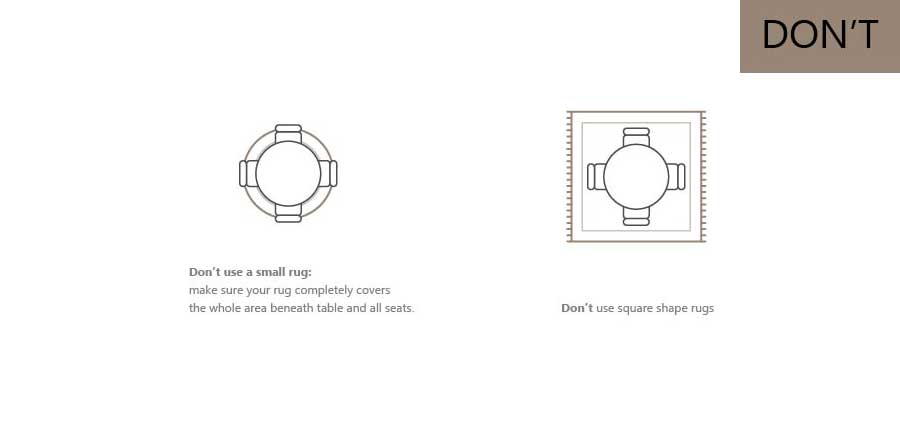 DON’T
Don’t use a small rug:
make sure your rug completely covers
the whole area beneath table and all seats.
Don’t use square shape rugs